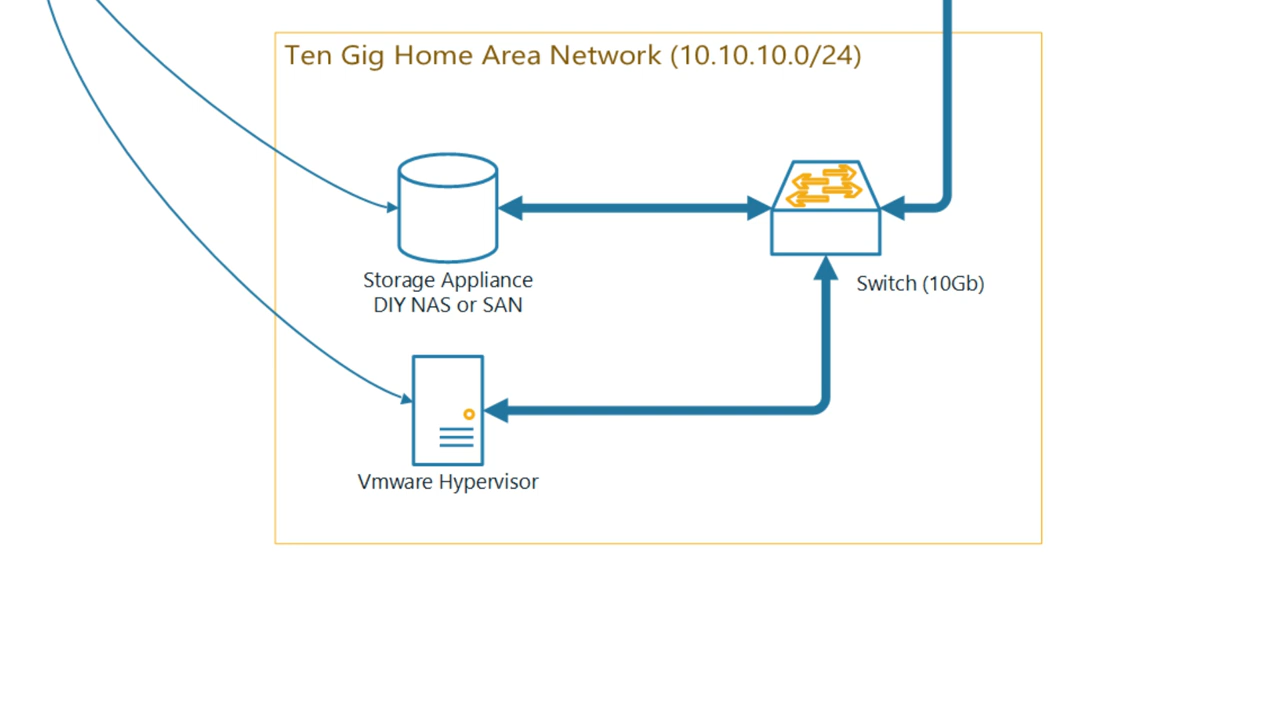 Ten Gig Home Area Network (10.10.10.0/24)
Storage Appliance
DIY NAS or SAN
Switch (10Gb)
Vmware Hypervisor